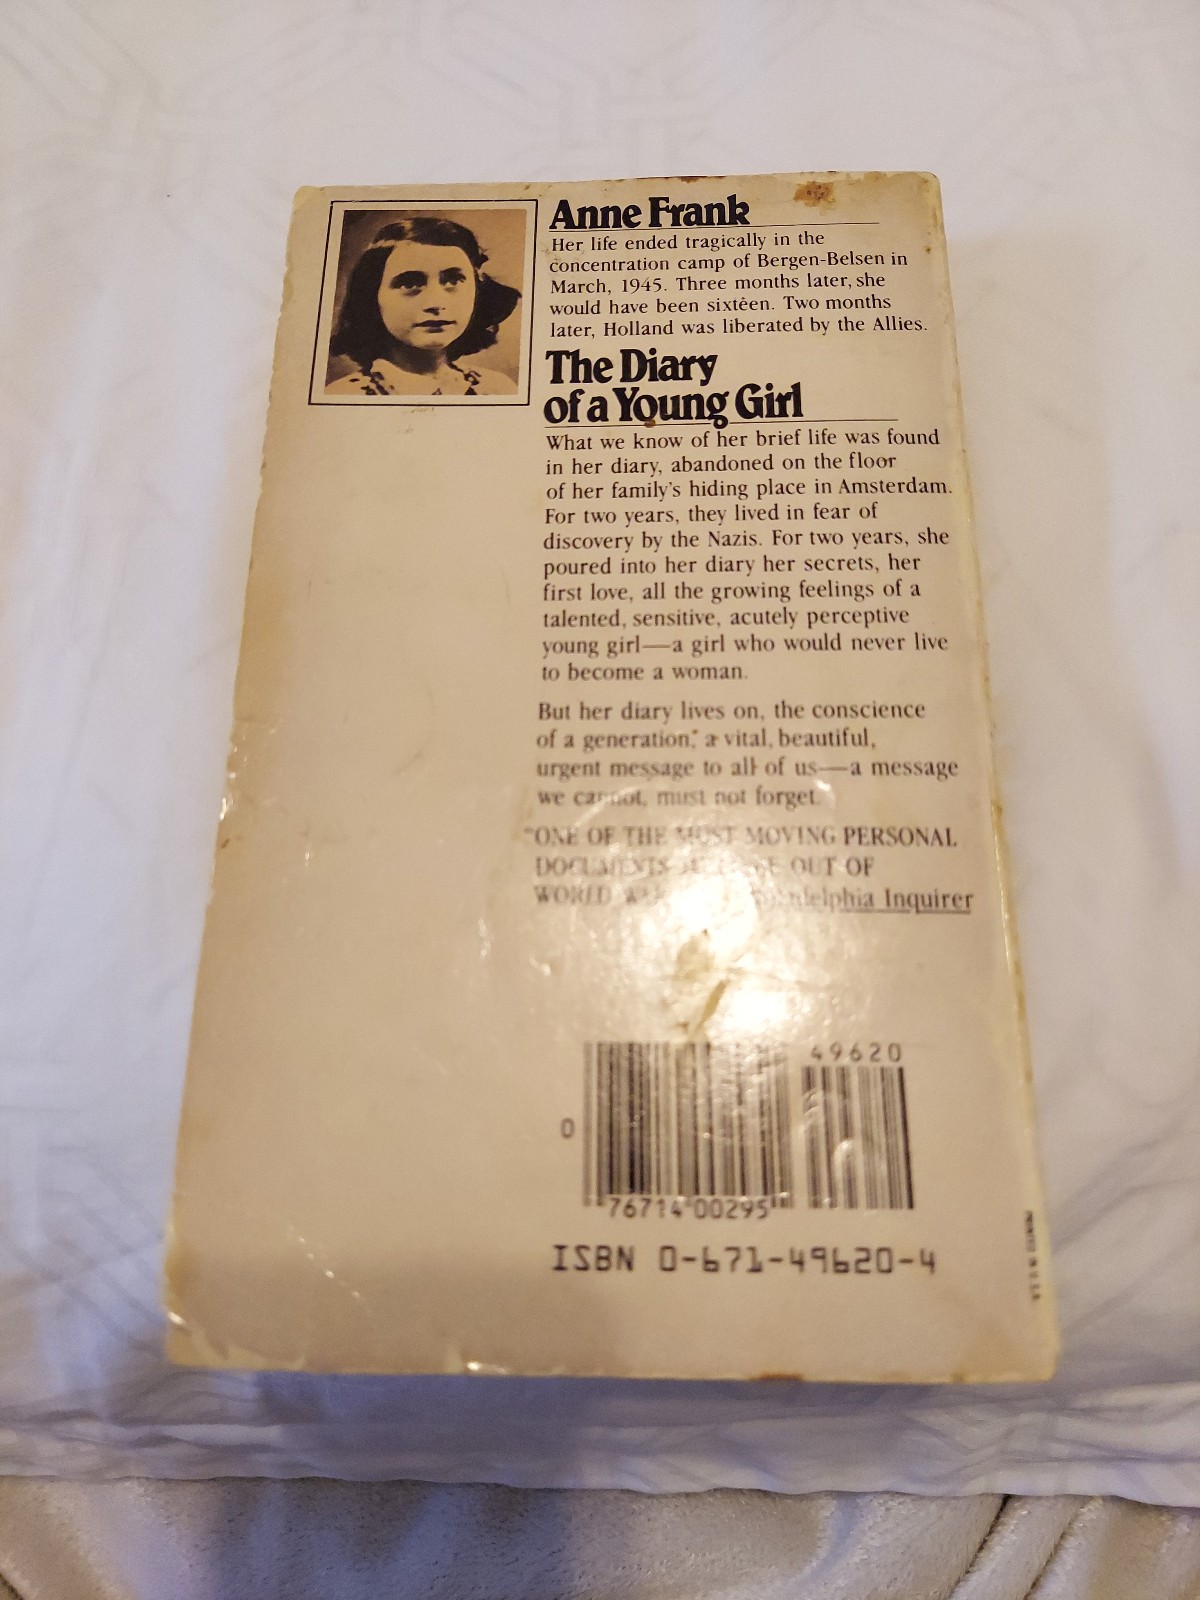 Anne Frank
Her life ended tragically in the
concentration camp of Bergen-Belsen in
March, 1945. Three months later, she
would have been sixteen. Two months
later, Holland was liberated by the Allies.
The Diary
of a Young Girl
What we know of her brief life was found
in her diary, abandoned on the floor
of her family's hiding place in Amsterdam.
For two years, they lived in fear of
discovery by the Nazis. For two years, she
poured into her diary her secrets, her
first love, all the growing feelings of a
talented, sensitive, acutely perceptive
young girl—a girl who would never live
to become a woman.
But her diary lives on, the conscience
of a generation, a vital, beautiful,
urgent message to all of us—a message
we cannot, must not forget.
"ONE OF THE MOST MOVING PERSONAL
DOCUMENTS OUT OF
WORLD Inquirer
49620
0
76714 00295
ISBN 0-671-49620-4
PRINTED IN U.S.A.